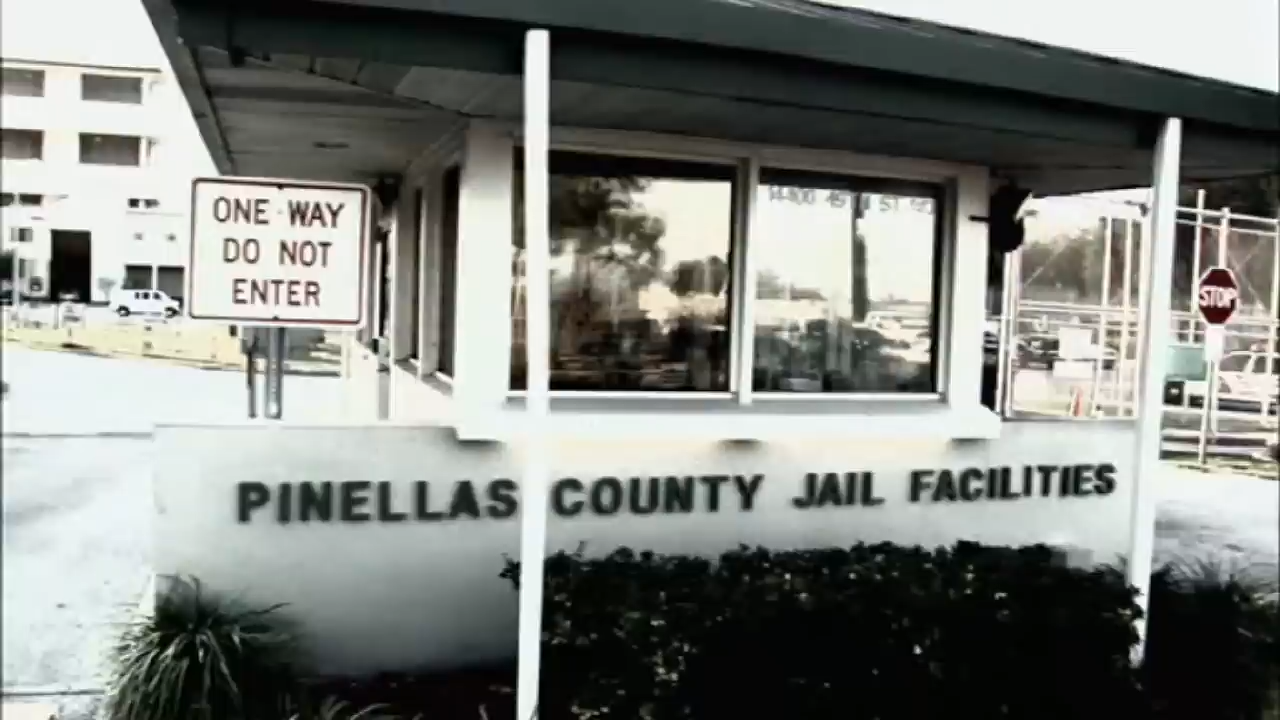 ONE WAY
DO NOT
ENTER
STOP
PINELLAS COUNTY JAIL FACILITIES